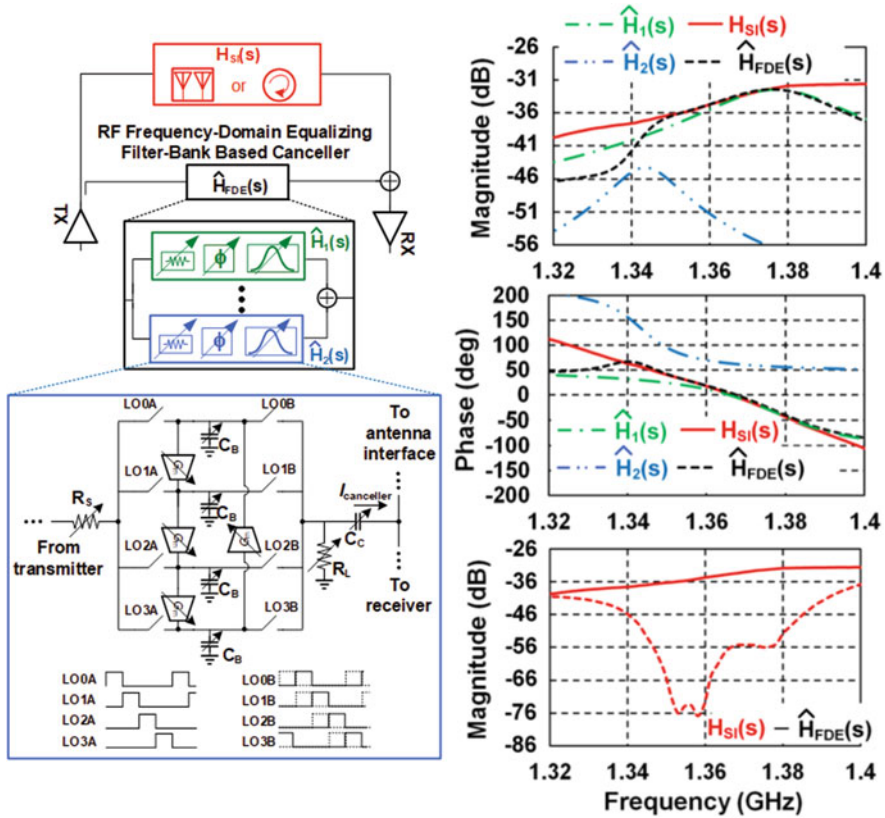 H_SI(s)
or
RF Frequency-Domain Equalizing
Filter-Bank Based Canceller
Ĥ_FDE(s)
TX
RX
Ĥ_1(s)
ϕ
Ĥ_2(s)
ϕ
LO0A
LO0B
C_B
LO1A
LO1B
C_B
R_S
From
transmitter
LO2A
LO2B
C_B
LO3A
LO3B
C_B
R_L
I_canceller
C_C
To
antenna
interface
To
receiver
LO0A
LO1A
LO2A
LO3A
LO0B
LO1B
LO2B
LO3B
Ĥ_1(s) H_SI(s)
Ĥ_2(s) Ĥ_FDE(s)
Magnitude (dB)
-26
-31
-36
-41
-46
-51
-56
1.32 1.34 1.36 1.38 1.4
Phase (deg)
200
150
100
50
0
-50
-100
-150
-200
Ĥ_1(s) H_SI(s)
Ĥ_2(s) Ĥ_FDE(s)
1.32 1.34 1.36 1.38 1.4
Magnitude (dB)
-26
-36
-46
-56
-66
-76
-86
H_SI(s) – Ĥ_FDE(s)
1.32 1.34 1.36 1.38 1.4
Frequency (GHz)